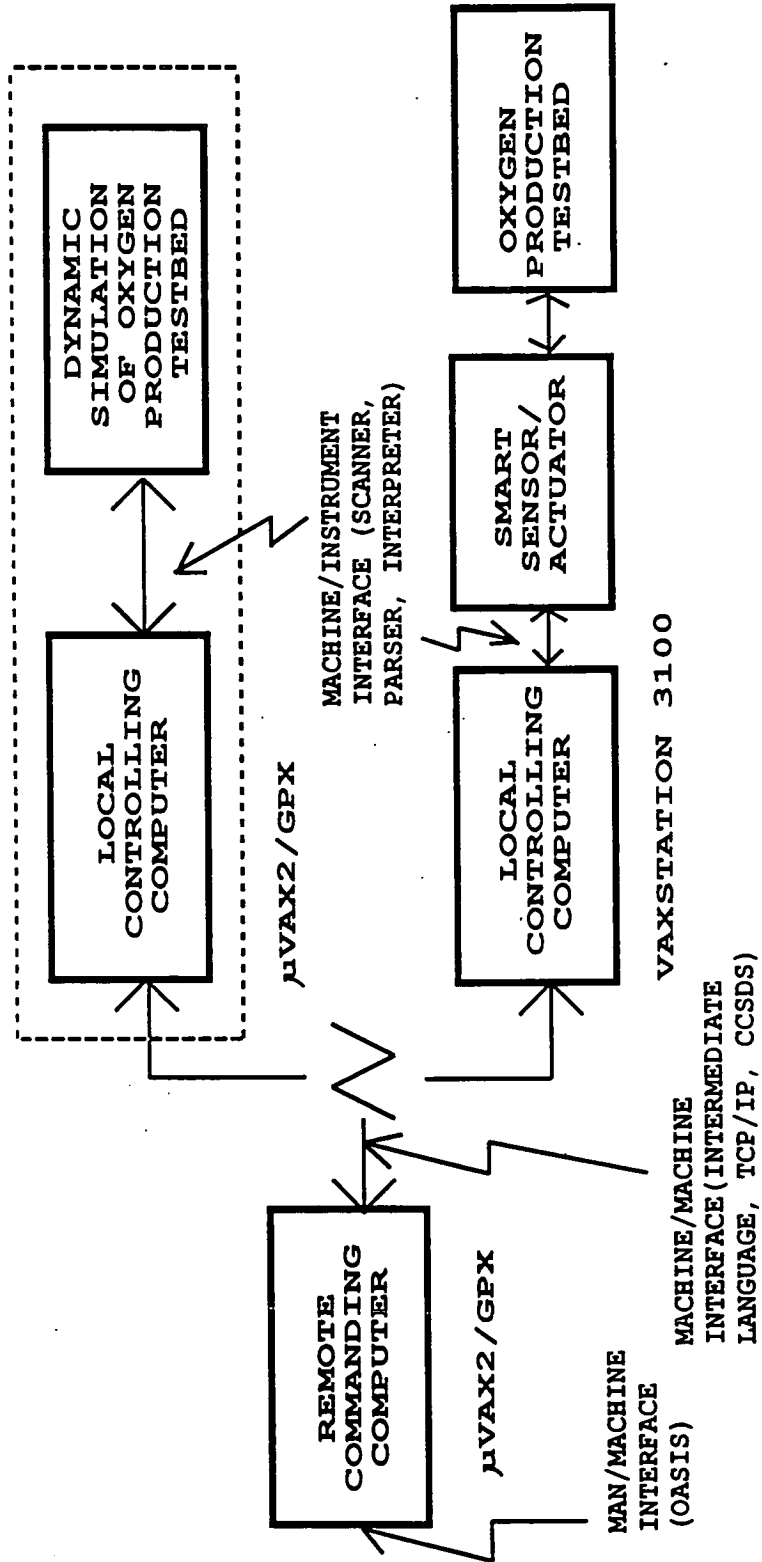 DYNAMIC
SIMULATION
OF OXYGEN
PRODUCTION
TESTBED
LOCAL
CONTROLLING
COMPUTER
µVAX2/GPX
MACHINE/INSTRUMENT
INTERFACE (SCANNER,
PARSER, INTERPRETER)
REMOTE
COMMANDING
COMPUTER
µVAX2/GPX
MAN/MACHINE
INTERFACE
(OASIS)
MACHINE/MACHINE
INTERFACE(INTERMEDIATE
LANGUAGE, TCP/IP, CCSDS)
LOCAL
CONTROLLING
COMPUTER
VAXSTATION 3100
SMART
SENSOR/
ACTUATOR
OXYGEN
PRODUCTION
TESTBED